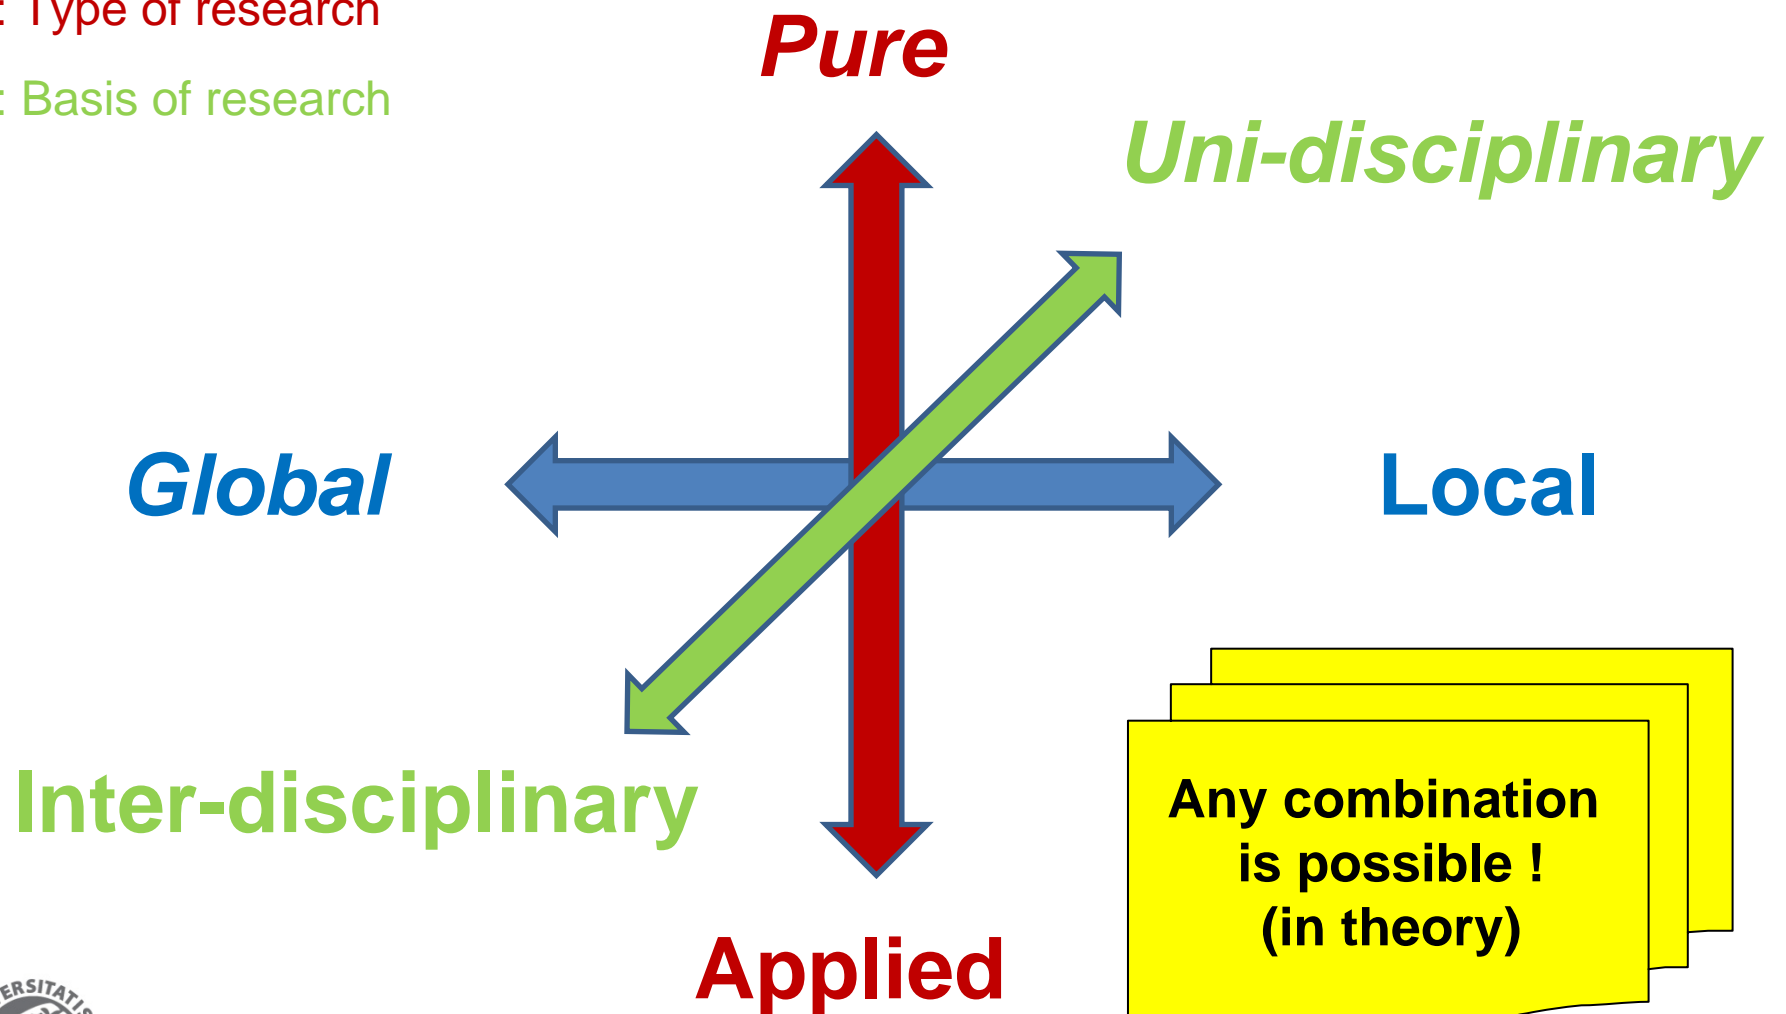 : Type of research
: Basis of research
Pure
Uni-disciplinary
Global
Local
Inter-disciplinary
Applied
Any combination
is possible !
(in theory)
ERSITATIS